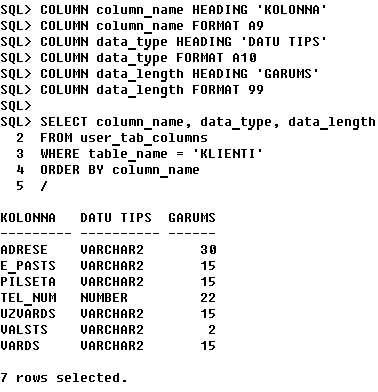 SQL> COLUMN column_name HEADING 'KOLONNA'
SQL> COLUMN column_name FORMAT A9
SQL> COLUMN data_type HEADING 'DATU TIPS'
SQL> COLUMN data_type FORMAT A10
SQL> COLUMN data_length HEADING 'GARUMS'
SQL> COLUMN data_length FORMAT 99
SQL>
SQL> SELECT column_name, data_type, data_length
  2  FROM user_tab_columns
  3  WHERE table_name = 'KLIENTI'
  4  ORDER BY column_name
  5  /
KOLONNA   DATU TIPS  GARUMS
--------- ---------- ------
ADRESE    VARCHAR2       30
E_PASTS   VARCHAR2       15
PILSETA   VARCHAR2       15
TEL_NUM   NUMBER         22
UZVARDS   VARCHAR2       15
VALSTS    VARCHAR2        2
VARDS     VARCHAR2       15
7 rows selected.